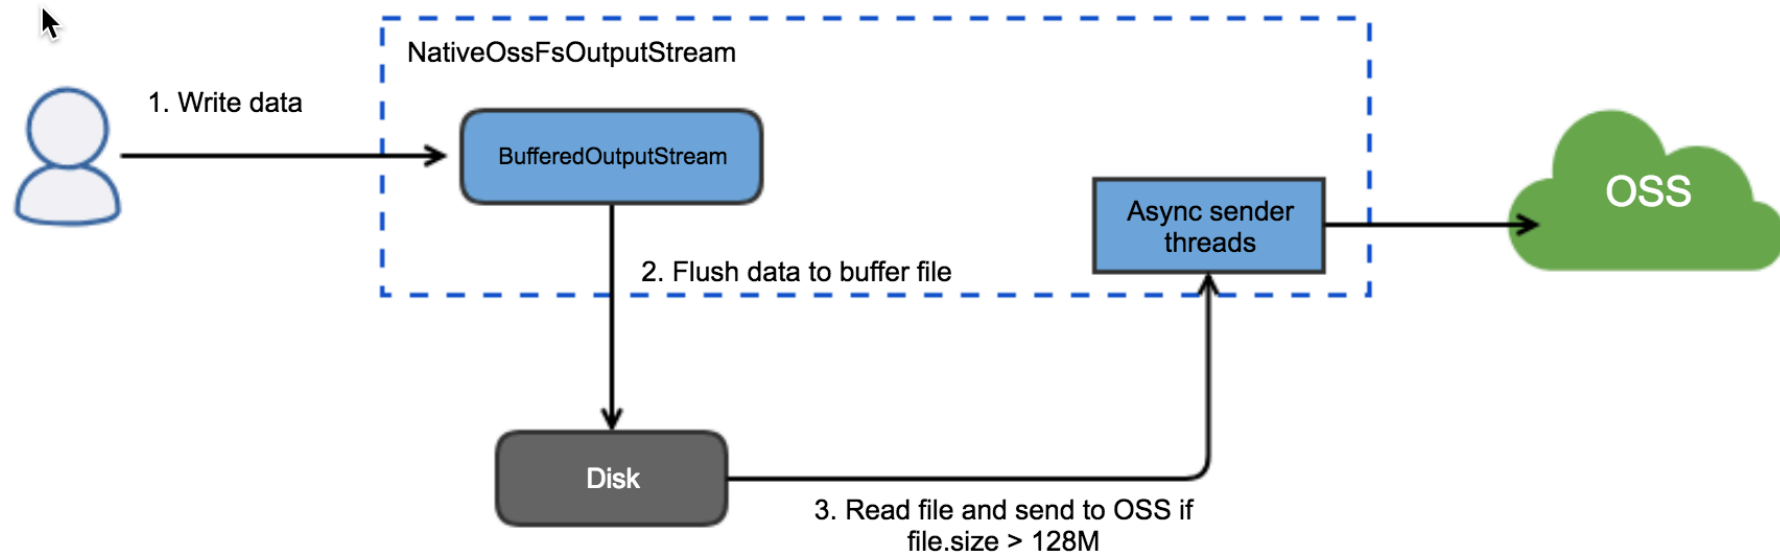 NativeOssFsOutputStream
1. Write data
BufferedOutputStream
2. Flush data to buffer file
Async sender
threads
OSS
Disk
3. Read file and send to OSS if
file.size > 128M